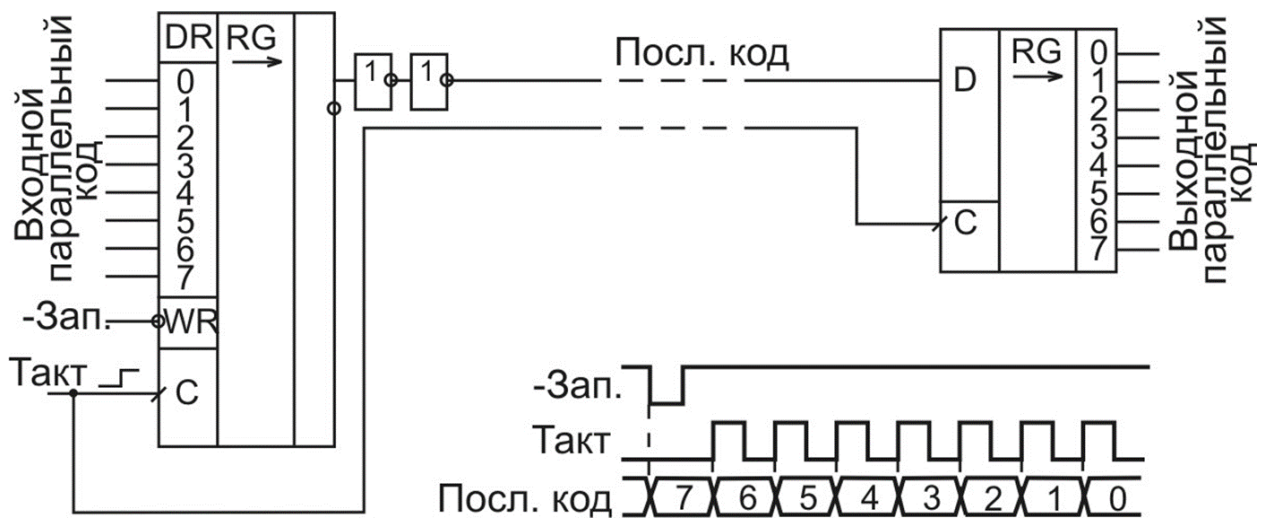 Входной
параллельный
код
DR RG
0
1
2
3
4
5
6
7
WR
C
-Зап.
Такт
1 1
Посл. код
D
C
RG
0
1
2
3
4
5
6
7
Выходной
параллельный
код
-Зап.
Такт
Посл. код 7 6 5 4 3 2 1 0